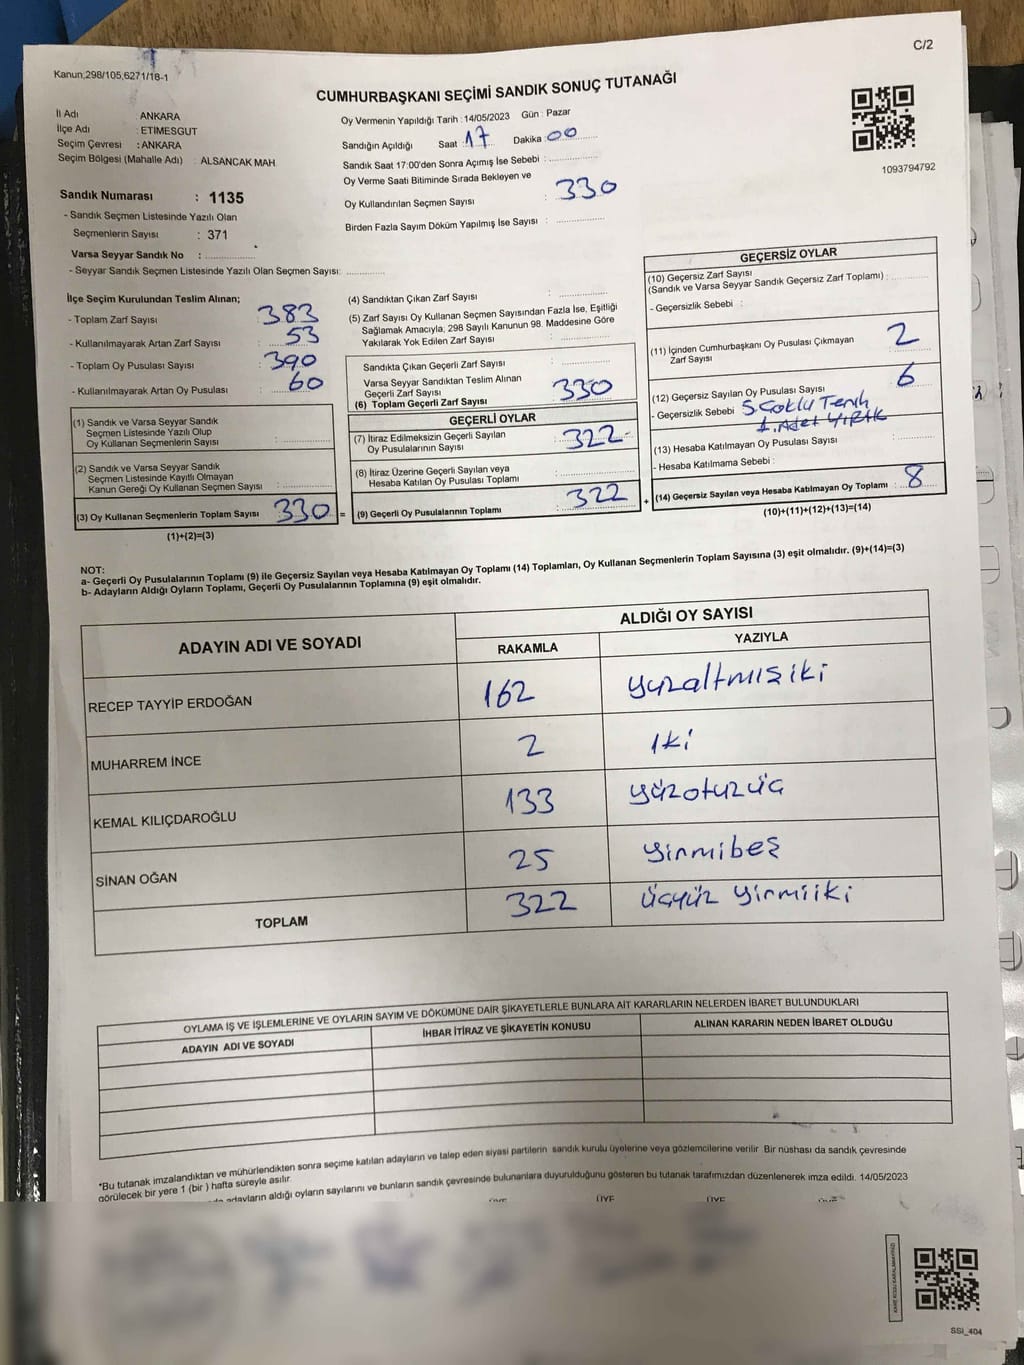 C/2
Kanun;298/105,6271/18-1
CUMHURBAŞKANI SEÇİMİ SANDIK SONUÇ TUTANAĞI
İl Adı ANKARA
İlçe Adı : ETİMESGUT
Seçim Çevresi : ANKARA
Seçim Bölgesi (Mahalle Adı) : ALSANCAK MAH.
Sandık Numarası : 1135
- Sandık Seçmen Listesinde Yazılı Olan
Seçmenlerin Sayısı : 371
Varsa Seyyar Sandık No : ..............
- Seyyar Sandık Seçmen Listesinde Yazılı Olan Seçmen Sayısı: ............
Oy Vermenin Yapıldığı Tarih : 14/05/2023 Gün : Pazar
Sandığın Açıldığı Saat : 17 Dakika : 00
Sandık Saat 17:00'den Sonra Açımış İse Sebebi : ..............
Oy Verme Saati Bitiminde Sırada Bekleyen ve
Oy Kullandırılan Seçmen Sayısı : 330
Birden Fazla Sayım Döküm Yapılmış İse Sayısı : ..............
1093794792
İlçe Seçim Kurulundan Teslim Alınan;
- Toplam Zarf Sayısı : 383
- Kullanılmayarak Artan Zarf Sayısı : 53
- Toplam Oy Pusulası Sayısı : 390
- Kullanılmayarak Artan Oy Pusulası : 60
(1) Sandık ve Varsa Seyyar Sandık
Seçmen Listesinde Yazılı Olup
Oy Kullanan Seçmenlerin Sayısı : ..............
(2) Sandık ve Varsa Seyyar Sandık
Seçmen Listesinde Kayıtlı Olmayan
Kanun Gereği Oy Kullanan Seçmen Sayısı : ..............
(3) Oy Kullanan Seçmenlerin Toplam Sayısı : 330 =
(1)+(2)=(3)
(4) Sandıktan Çıkan Zarf Sayısı : ..............
(5) Zarf Sayısı Oy Kullanan Seçmen Sayısından Fazla İse, Eşitliği
Sağlamak Amacıyla; 298 Sayılı Kanunun 98. Maddesine Göre
Yakılarak Yok Edilen Zarf Sayısı : ..............
Sandıkta Çıkan Geçerli Zarf Sayısı : ..............
Varsa Seyyar Sandıktan Teslim Alınan
Geçerli Zarf Sayısı : ..............
(6) Toplam Geçerli Zarf Sayısı 330
GEÇERLİ OYLAR
(7) İtiraz Edilmeksizin Geçerli Sayılan
Oy Pusulalarının Sayısı : 322
(8) İtiraz Üzerine Geçerli Sayılan veya
Hesaba Katılan Oy Pusulası Toplamı : ..............
(9) Geçerli Oy Pusulalarının Toplamı : 322 +
GEÇERSİZ OYLAR
(10) Geçersiz Zarf Sayısı
(Sandık ve Varsa Seyyar Sandık Geçersiz Zarf Toplamı) : ............
- Geçersizlik Sebebi :
(11) İçinden Cumhurbaşkanı Oy Pusulası Çıkmayan
Zarf Sayısı : 2
(12) Geçersiz Sayılan Oy Pusulası Sayısı : 6
- Geçersizlik Sebebi 5. Çoklu Tercih
1. Adet YIRTIK
(13) Hesaba Katılmayan Oy Pusulası Sayısı : ............
- Hesaba Katılmama Sebebi :
(14) Geçersiz Sayılan veya Hesaba Katılmayan Oy Toplamı : 8
(10)+(11)+(12)+(13)=(14)
NOT:
a- Geçerli Oy Pusulalarının Toplamı (9) ile Geçersiz Sayılan veya Hesaba Katılmayan Oy Toplamı (14) Toplamları, Oy Kullanan Seçmenlerin Toplam Sayısına (3) eşit olmalıdır. (9)+(14)=(3)
b- Adayların Aldığı Oyların Toplamı, Geçerli Oy Pusulalarının Toplamına (9) eşit olmalıdır.
ADAYIN ADI VE SOYADI
ALDIĞI OY SAYISI
RAKAMLA YAZIYLA
RECEP TAYYİP ERDOĞAN 162 yüzaltmışiki
MUHARREM İNCE 2 iki
KEMAL KILIÇDAROĞLU 133 yüzotuzüç
SİNAN OĞAN 25 yirmibeş
TOPLAM 322 üçyüz yirmiiki
OYLAMA İŞ VE İŞLEMLERİNE VE OYLARIN SAYIM VE DÖKÜMÜNE DAİR ŞİKAYETLERLE BUNLARA AİT KARARLARIN NELERDEN İBARET BULUNDUKLARI
ADAYIN ADI VE SOYADI İHBAR İTİRAZ VE ŞİKAYETİN KONUSU ALINAN KARARIN NEDEN İBARET OLDUĞU
*Bu tutanak imzalandıktan ve mühürlendikten sonra seçime katılan adayların ve talep eden siyasi partilerin sandık kurulu üyelerine veya gözlemcilerine verilir Bir nüshası da sandık çevresinde
görülecek bir yere 1 (bir ) hafta süreyle asılır.
adayların aldığı oyların sayılarını ve bunların sandık çevresinde bulunanlara duyurulduğunu gösteren bu tutanak tarafımızdan düzenlenerek imza edildi. 14/05/2023
ÜYE ÜYE ÜYE ÜYE
SSI_404